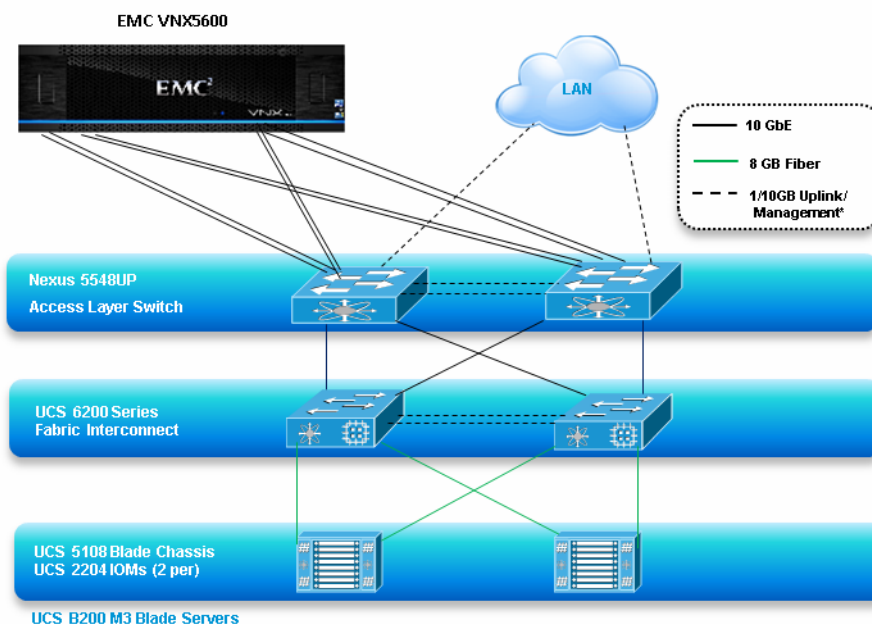 EMC VNX5600
EMC²
VNX
LAN
10 GbE
8 GB Fiber
1/10GB Uplink/
Management*
Nexus 5548UP
Access Layer Switch
UCS 6200 Series
Fabric Interconnect
UCS 5108 Blade Chassis
UCS 2204 IOMs (2 per)
UCS B200 M3 Blade Servers